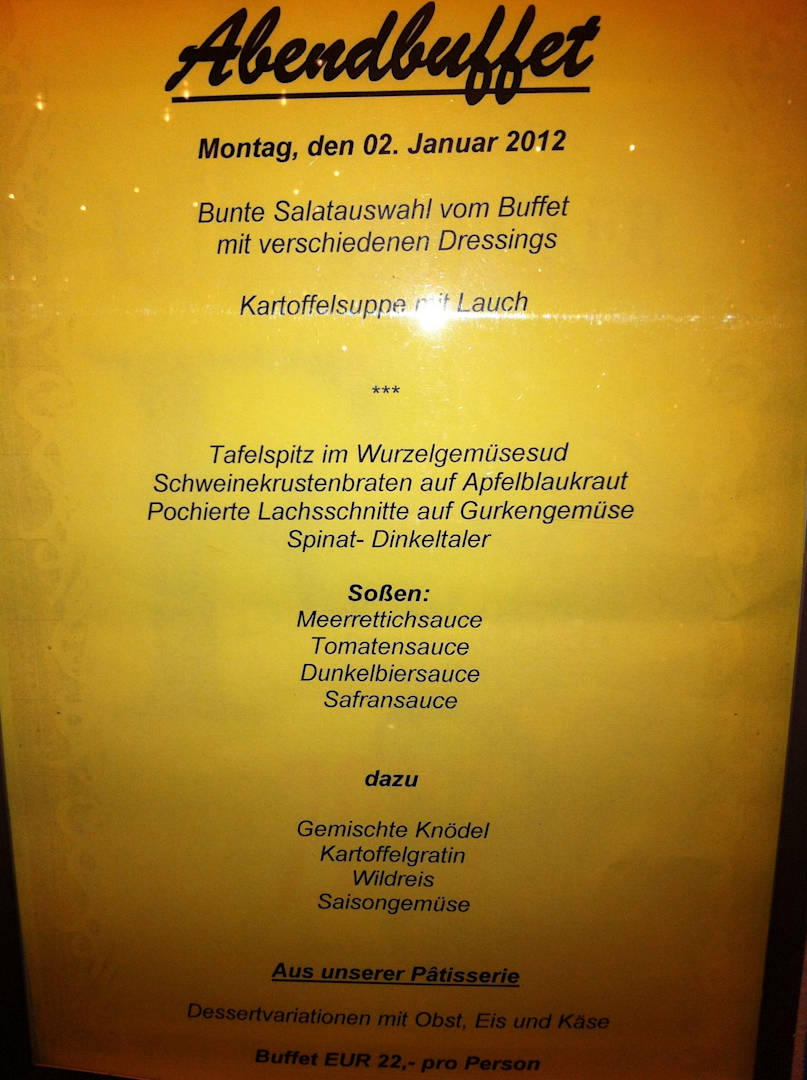 Abendbuffet
Montag, den 02. Januar 2012
Bunte Salatauswahl vom Buffet
mit verschiedenen Dressings
Kartoffelsuppe mit Lauch
***
Tafelspitz im Wurzelgemüsesud
Schweinekrustenbraten auf Apfelblaukraut
Pochierte Lachsschnitte auf Gurkengemüse
Spinat- Dinkeltaler
Soßen:
Meerrettichsauce
Tomatensauce
Dunkelbiersauce
Safransauce
dazu
Gemischte Knödel
Kartoffelgratin
Wildreis
Saisongemüse
Aus unserer Pâtisserie
Dessertvariationen mit Obst, Eis und Käse
Buffet EUR 22,- pro Person